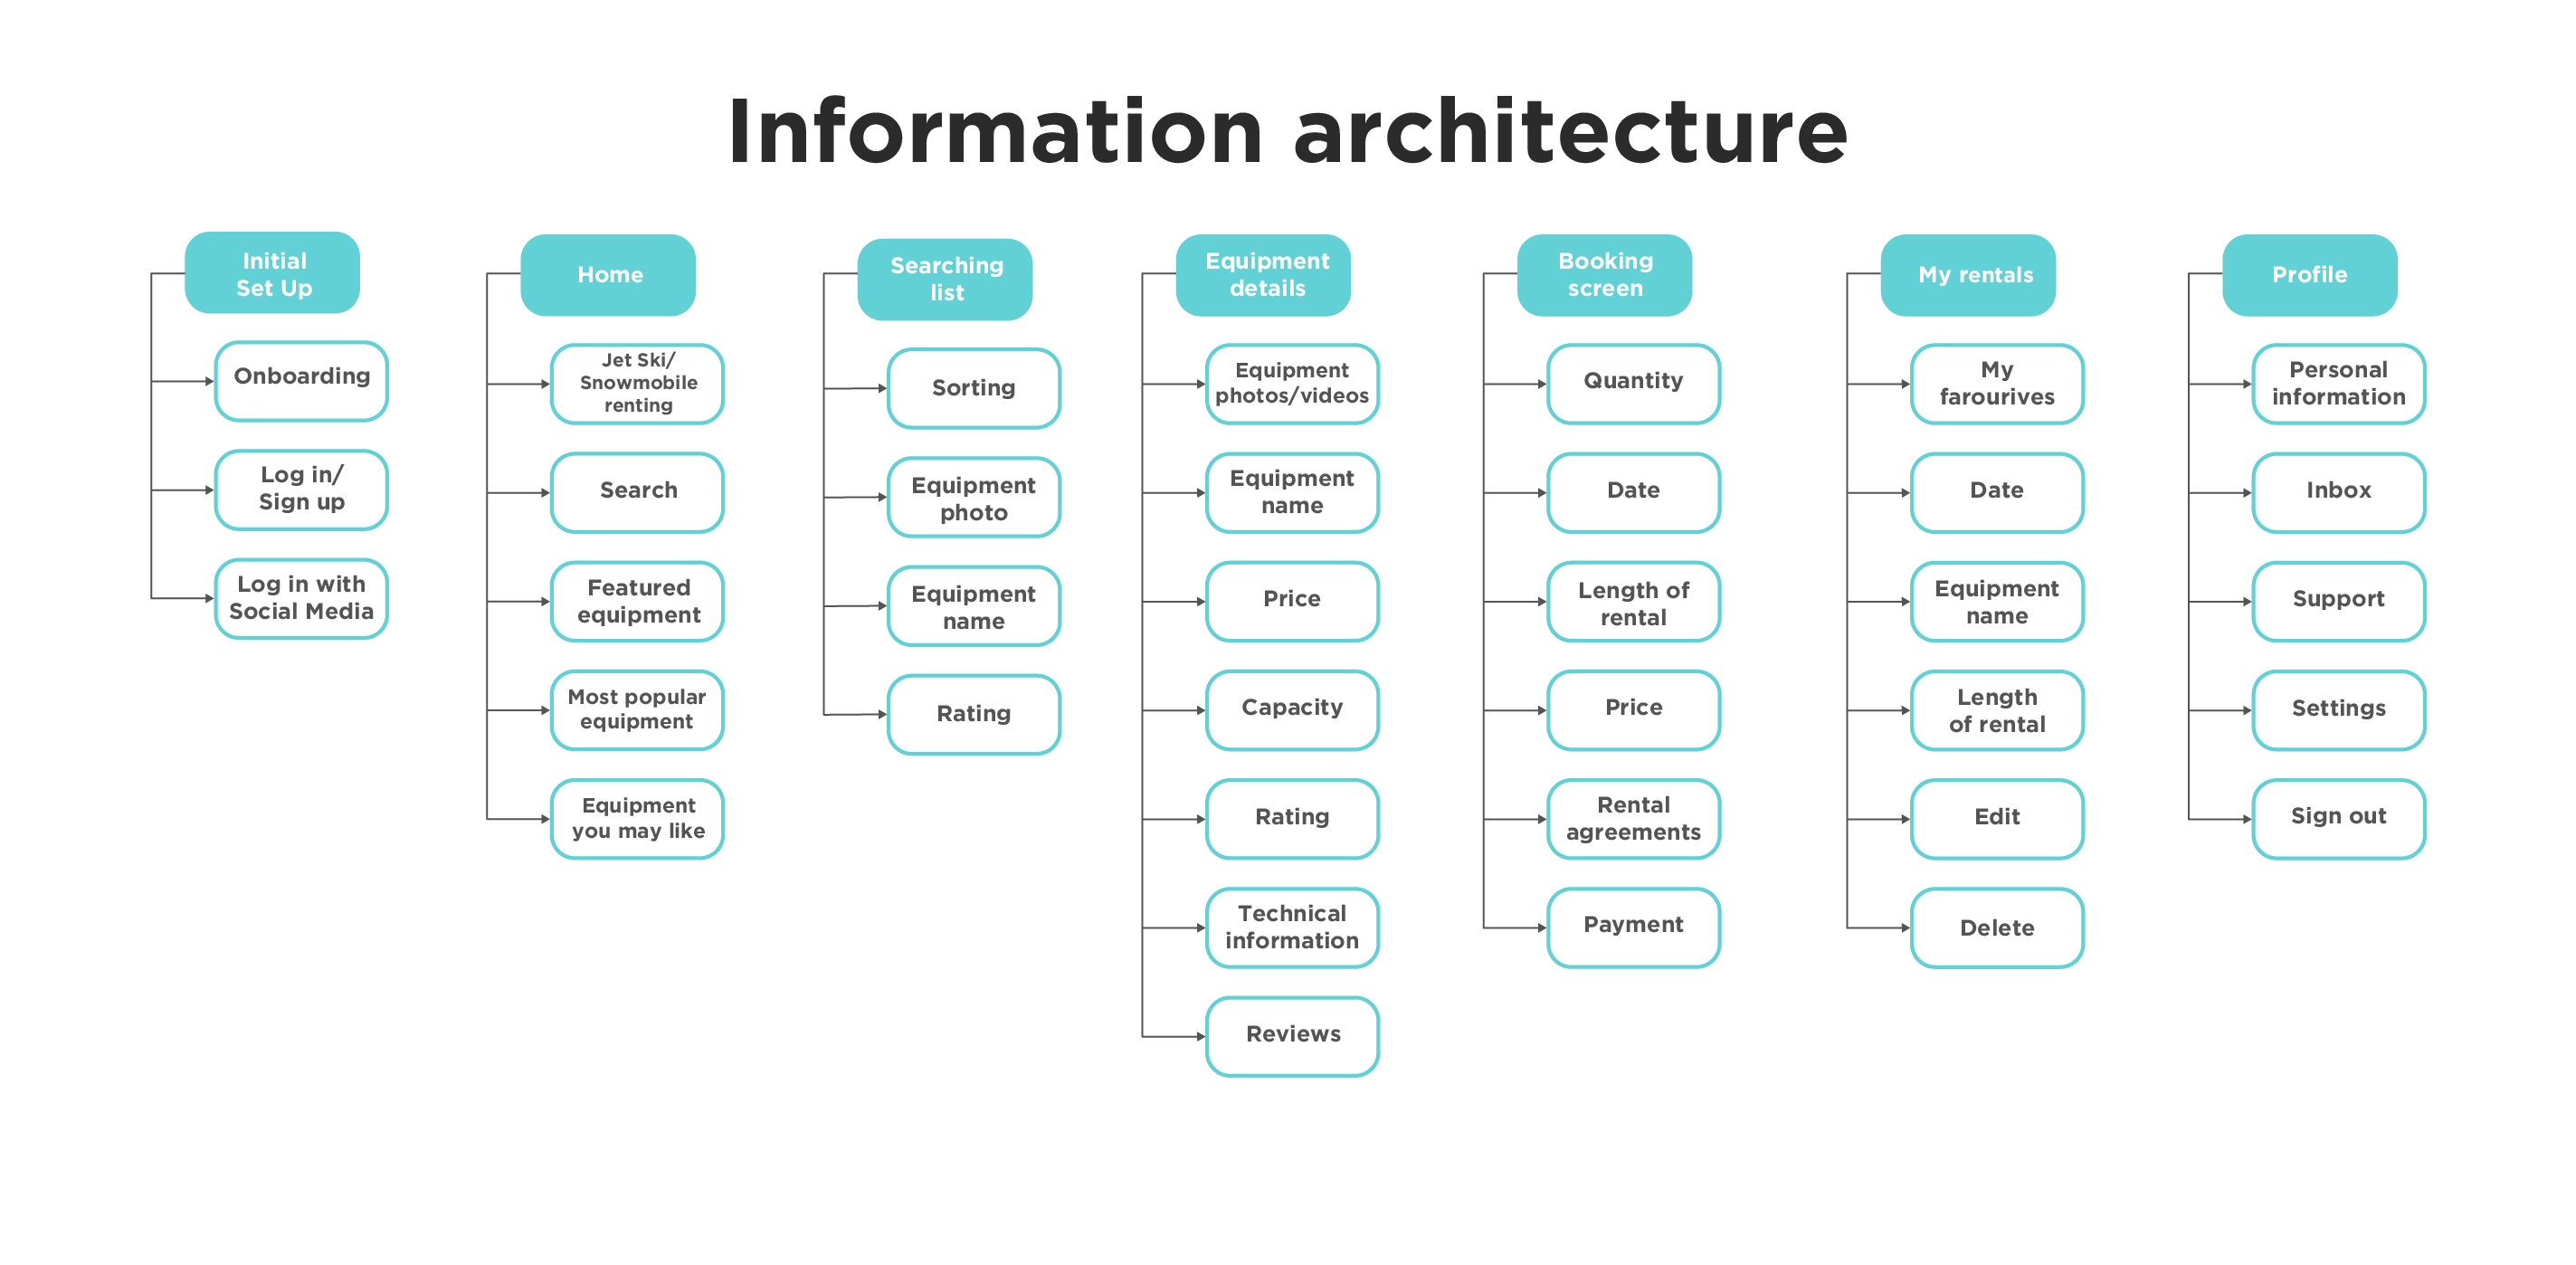 Information architecture
Initial
Set Up
Onboarding
Log in/
Sign up
Log in with
Social Media
Home
Jet Ski/
Snowmobile
renting
Search
Featured
equipment
Most popular
equipment
Equipment
you may like
Searching
list
Sorting
Equipment
photo
Equipment
name
Rating
Equipment
details
Equipment
photos/videos
Equipment
name
Price
Capacity
Rating
Technical
information
Reviews
Booking
screen
Quantity
Date
Length of
rental
Price
Rental
agreements
Payment
My rentals
My
farourives
Date
Equipment
name
Length
of rental
Edit
Delete
Profile
Personal
information
Inbox
Support
Settings
Sign out